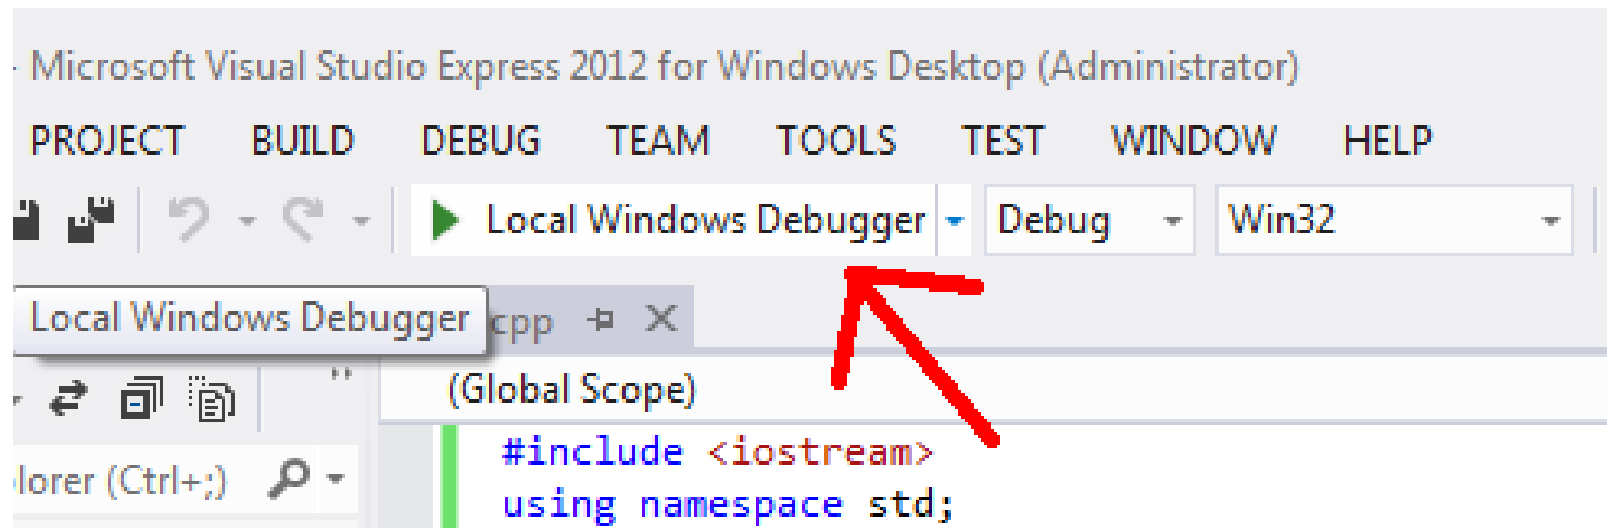 Microsoft Visual Studio Express 2012 for Windows Desktop (Administrator)
PROJECT BUILD DEBUG TEAM TOOLS TEST WINDOW HELP
Local Windows Debugger Debug Win32
Local Windows Debugger cpp
(Global Scope)
#include <iostream>
lorer (Ctrl+;)
using namespace std;